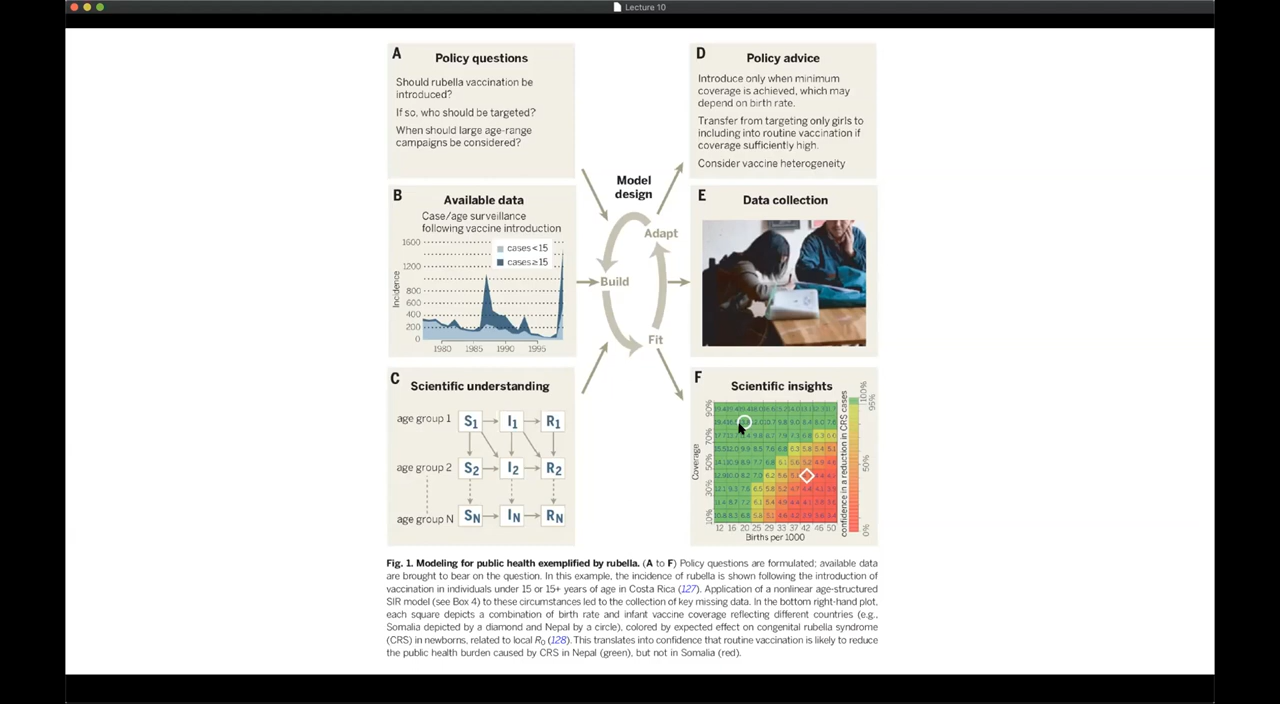 Lecture 10
A Policy questions
Should rubella vaccination be
introduced?
If so, who should be targeted?
When should large age-range
campaigns be considered?
B Available data
Case/age surveillance
following vaccine introduction
cases<15
cases≥15
Incidence
1600
1200
800
600
400
200
0
1980 1985 1990 1995
C Scientific understanding
age group 1 S1 I1 R1
age group 2 S2 I2 R2
age group N SN IN RN
Model
design
Adapt
Build
Fit
D Policy advice
Introduce only when minimum
coverage is achieved, which may
depend on birth rate.
Transfer from targeting only girls to
including into routine vaccination if
coverage sufficiently high.
Consider vaccine heterogeneity
E Data collection
F Scientific insights
Coverage
90%
70%
50%
30%
10%
12 16 20 25 29 33 37 42 46 50
Births per 1000
confidence in a reduction in CRS cases
100%
95%
50%
0%
Fig. 1. Modeling for public health exemplified by rubella. (A to F) Policy questions are formulated; available data
are brought to bear on the question. In this example, the incidence of rubella is shown following the introduction of
vaccination in individuals under 15 or 15+ years of age in Costa Rica (127). Application of a nonlinear age-structured
SIR model (see Box 4) to these circumstances led to the collection of key missing data. In the bottom right-hand plot,
each square depicts a combination of birth rate and infant vaccine coverage reflecting different countries (e.g.,
Somalia depicted by a diamond and Nepal by a circle), colored by expected effect on congenital rubella syndrome
(CRS) in newborns, related to local R0 (128). This translates into confidence that routine vaccination is likely to reduce
the public health burden caused by CRS in Nepal (green), but not in Somalia (red).